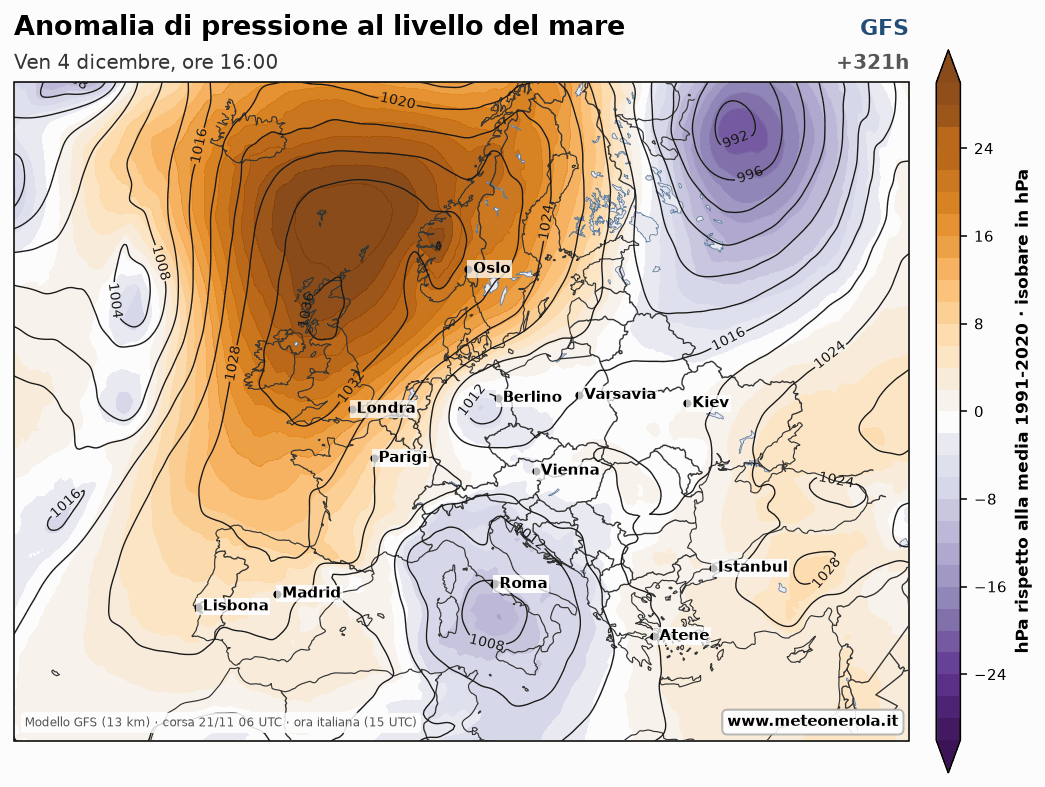 Anomalia di pressione al livello del mare
GFS
Ven 4 dicembre, ore 16:00
+321h
1020
992
1016
996
1024
1008
Oslo
1004
1036
1016
1028
1024
1032
1012
Berlino
Varsavia
Kiev
Londra
Parigi
Vienna
1024
1016
1012
Istanbul
1028
Roma
Madrid
Lisbona
Atene
1008
Modello GFS (13 km) · corsa 21/11 06 UTC · ora italiana (15 UTC)
www.meteonerola.it
24
16
8
0
−8
−16
−24
hPa rispetto alla media 1991-2020 · isobare in hPa